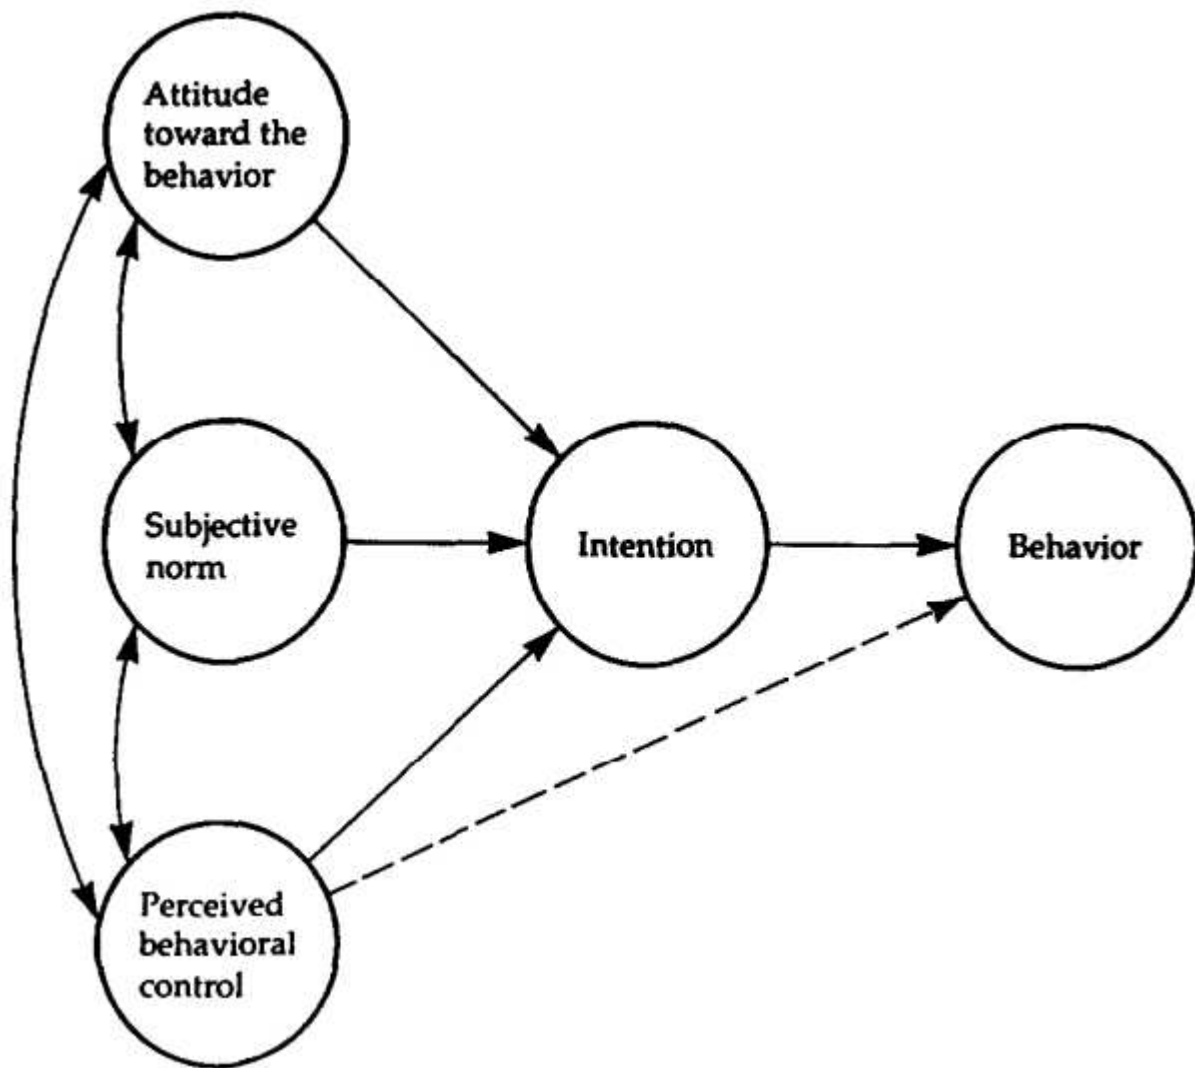 Attitude
toward the
behavior
Subjective
norm
Intention
Behavior
Perceived
behavioral
control